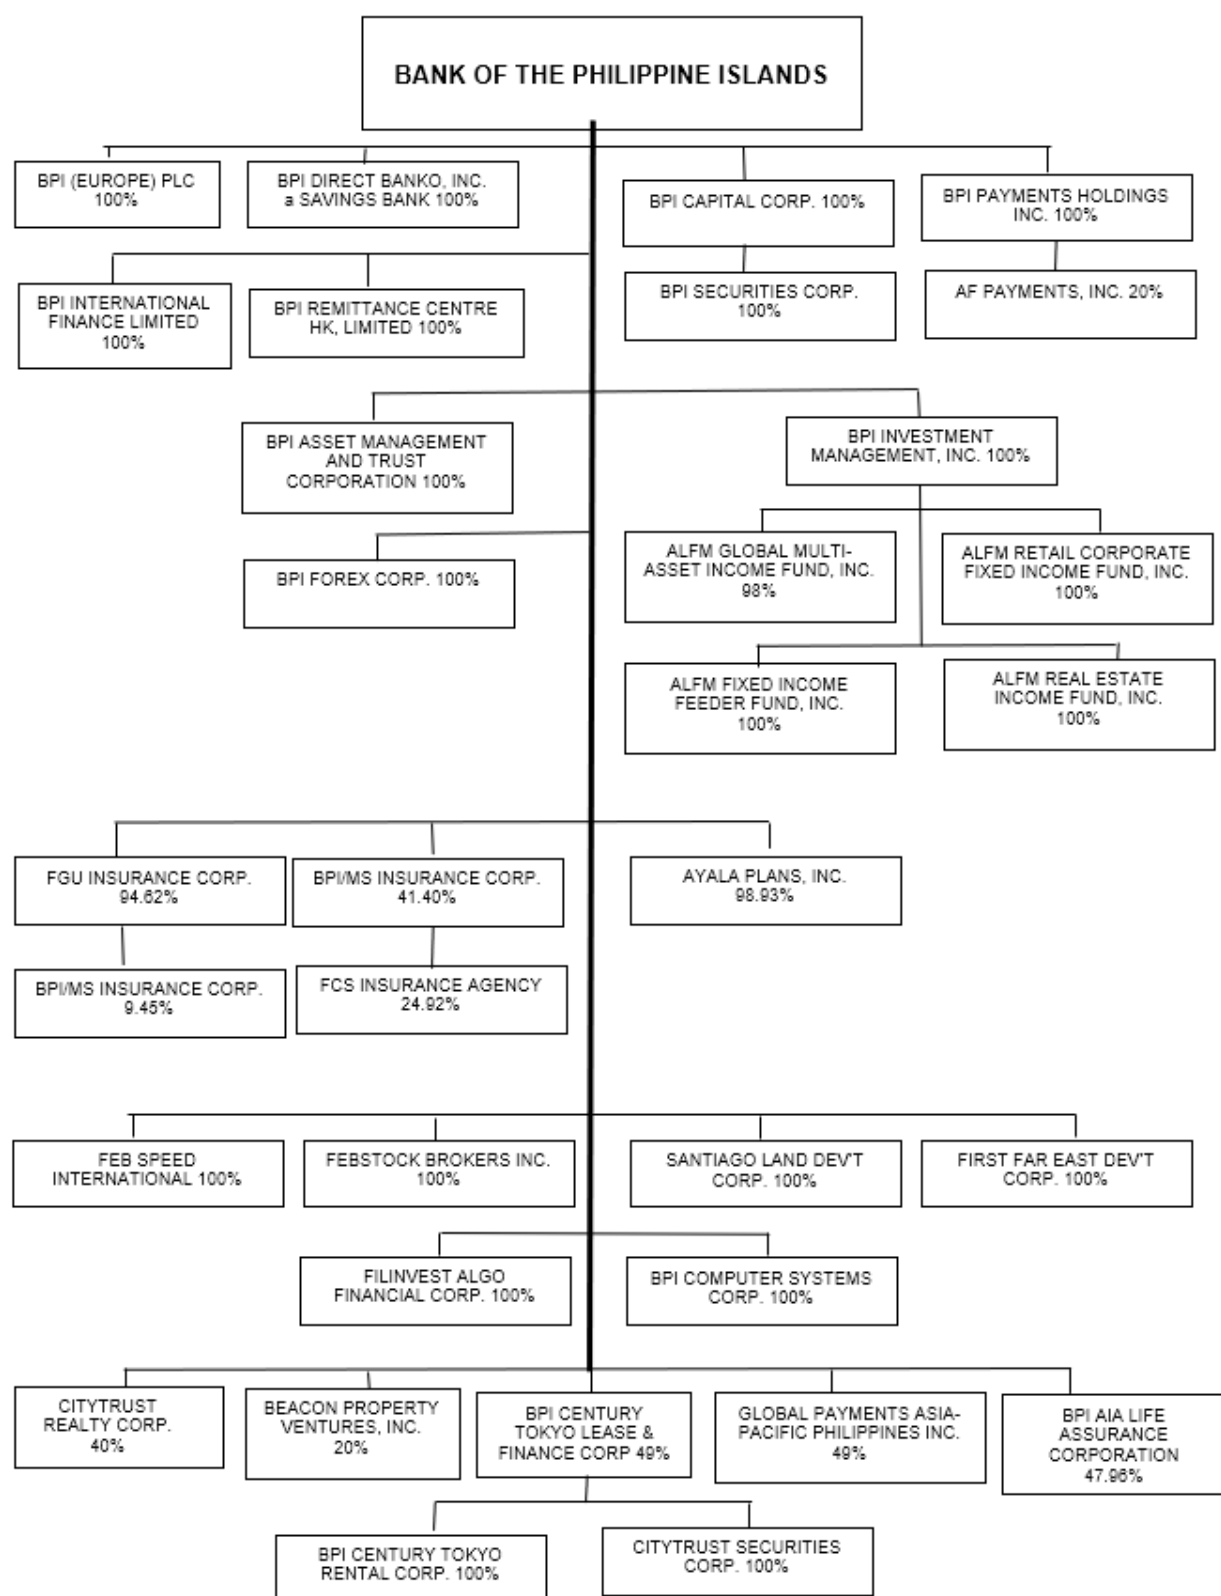 BANK OF THE PHILIPPINE ISLANDS
BPI (EUROPE) PLC
100%
BPI DIRECT BANKO, INC.
a SAVINGS BANK 100%
BPI CAPITAL CORP. 100%
BPI PAYMENTS HOLDINGS
INC. 100%
BPI INTERNATIONAL
FINANCE LIMITED
100%
BPI REMITTANCE CENTRE
HK, LIMITED 100%
BPI SECURITIES CORP.
100%
AF PAYMENTS, INC. 20%
BPI ASSET MANAGEMENT
AND TRUST
CORPORATION 100%
BPI INVESTMENT
MANAGEMENT, INC. 100%
BPI FOREX CORP. 100%
ALFM GLOBAL MULTI-
ASSET INCOME FUND, INC.
98%
ALFM RETAIL CORPORATE
FIXED INCOME FUND, INC.
100%
ALFM FIXED INCOME
FEEDER FUND, INC.
100%
ALFM REAL ESTATE
INCOME FUND, INC.
100%
FGU INSURANCE CORP.
94.62%
BPI/MS INSURANCE CORP.
41.40%
AYALA PLANS, INC.
98.93%
BPI/MS INSURANCE CORP.
9.45%
FCS INSURANCE AGENCY
24.92%
FEB SPEED
INTERNATIONAL 100%
FEBSTOCK BROKERS INC.
100%
SANTIAGO LAND DEV'T
CORP. 100%
FIRST FAR EAST DEV'T
CORP. 100%
FILINVEST ALGO
FINANCIAL CORP. 100%
BPI COMPUTER SYSTEMS
CORP. 100%
CITYTRUST
REALTY CORP.
40%
BEACON PROPERTY
VENTURES, INC.
20%
BPI CENTURY
TOKYO LEASE &
FINANCE CORP 49%
GLOBAL PAYMENTS ASIA-
PACIFIC PHILIPPINES INC.
49%
BPI AIA LIFE
ASSURANCE
CORPORATION
47.96%
BPI CENTURY TOKYO
RENTAL CORP. 100%
CITYTRUST SECURITIES
CORP. 100%